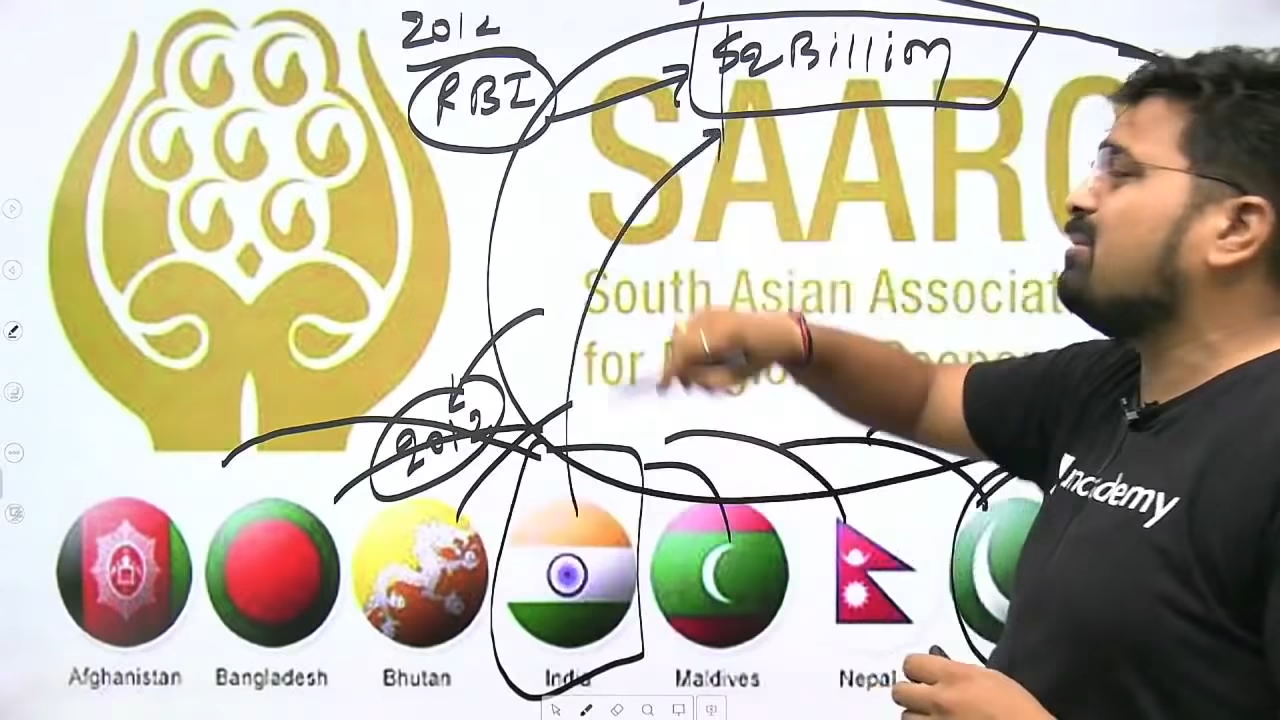 2012
RBI
$2 Billion
SAARC
South Asian Associat
for
2012
unacademy
Afghanistan
Bangladesh
Bhutan
India
Maldives
Nepal